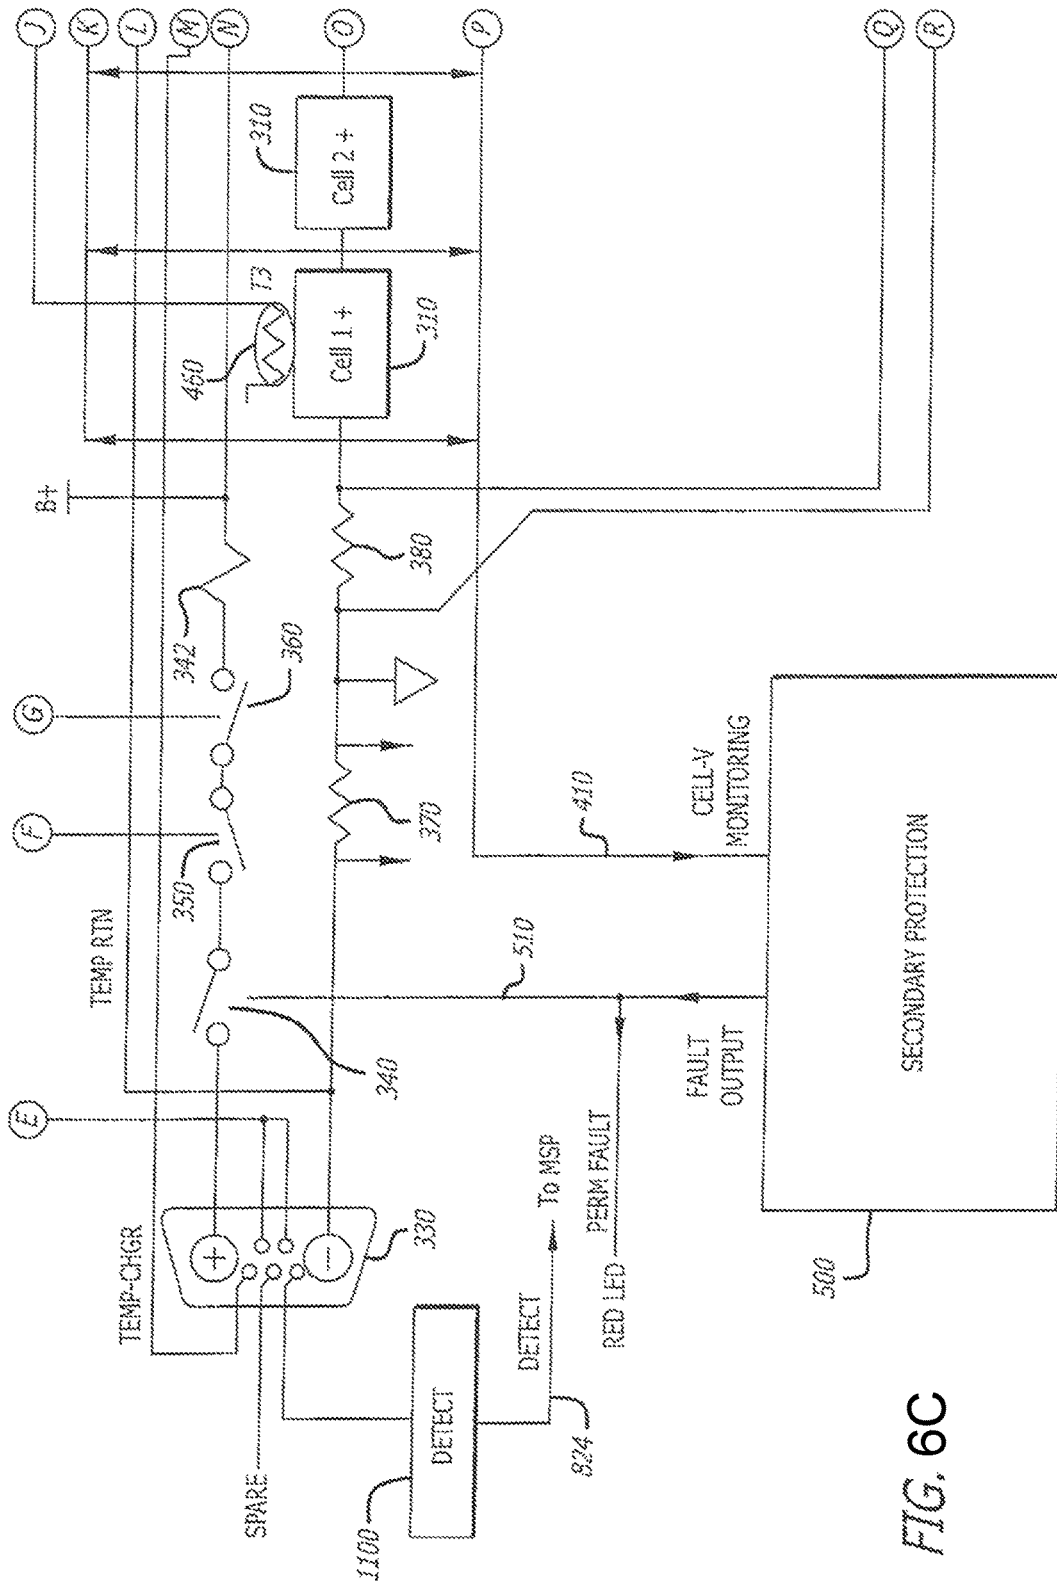 E
F
G
J
K
L
M
N
O
P
Q
R
TEMP-CHGR
TEMP RTN
B+
342
350
360
340
460
T3
310
310
Cell 1 +
Cell 2 +
380
370
+
−
330
SPARE
DETECT
1100
DETECT
To MSP
824
PERM FAULT
RED LED
510
410
CELL-V
MONITORING
FAULT
OUTPUT
SECONDARY PROTECTION
500
FIG. 6C